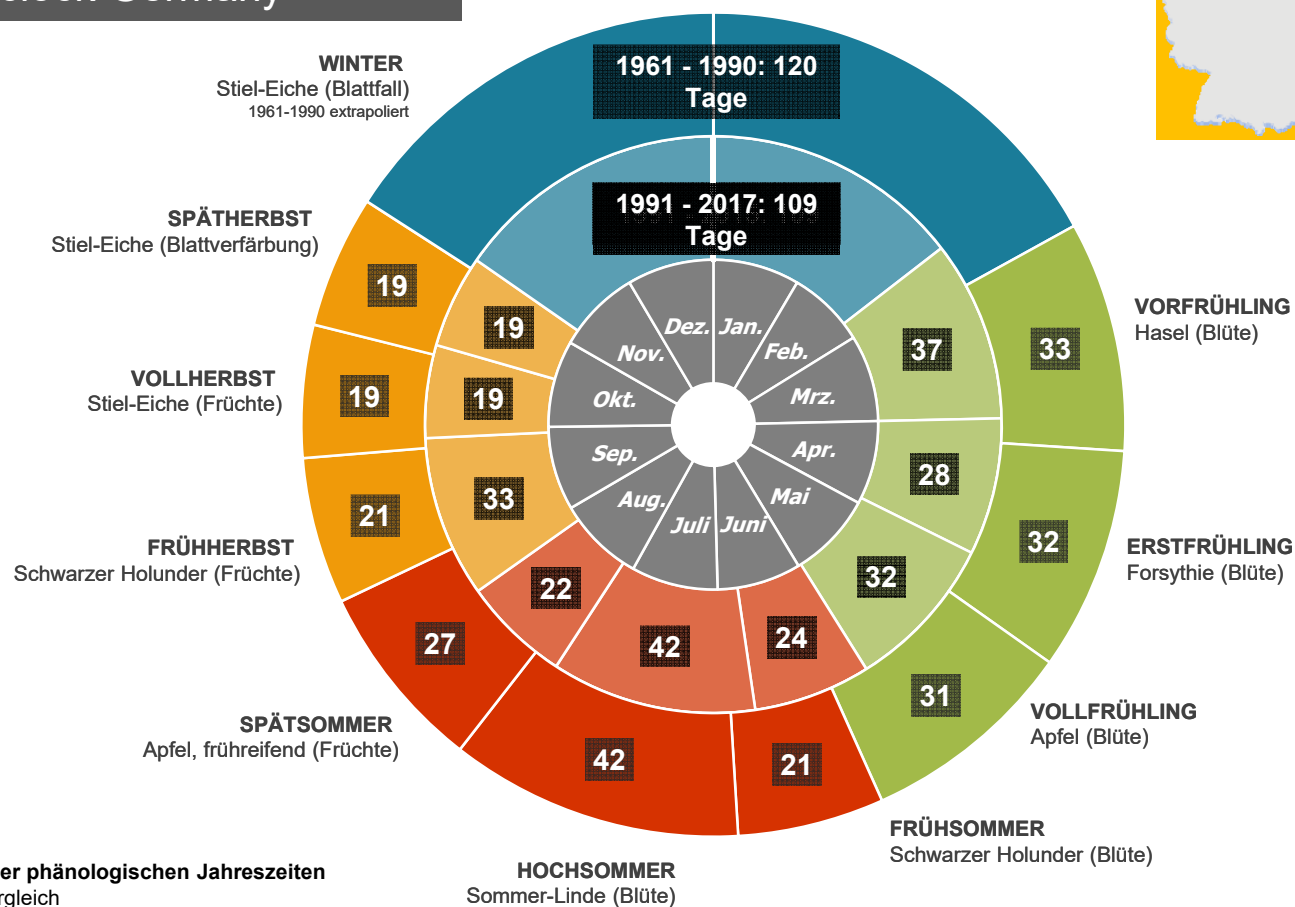 Germany
1961 - 1990: 120
Tage
1991 - 2017: 109
Tage
WINTER
Stiel-Eiche (Blattfall)
1961-1990 extrapoliert
SPÄTHERBST
Stiel-Eiche (Blattverfärbung)
VOLLHERBST
Stiel-Eiche (Früchte)
FRÜHHERBST
Schwarzer Holunder (Früchte)
SPÄTSOMMER
Apfel, frühreifend (Früchte)
HOCHSOMMER
Sommer-Linde (Blüte)
FRÜHSOMMER
Schwarzer Holunder (Blüte)
VOLLFRÜHLING
Apfel (Blüte)
ERSTFRÜHLING
Forsythie (Blüte)
VORFRÜHLING
Hasel (Blüte)
33
32
31
21
42
27
21
19
19
37
28
32
24
42
22
33
19
19
Jan.
Feb.
Mrz.
Apr.
Mai
Juni
Juli
Aug.
Sep.
Okt.
Nov.
Dez.
er phänologischen Jahreszeiten
rgleich